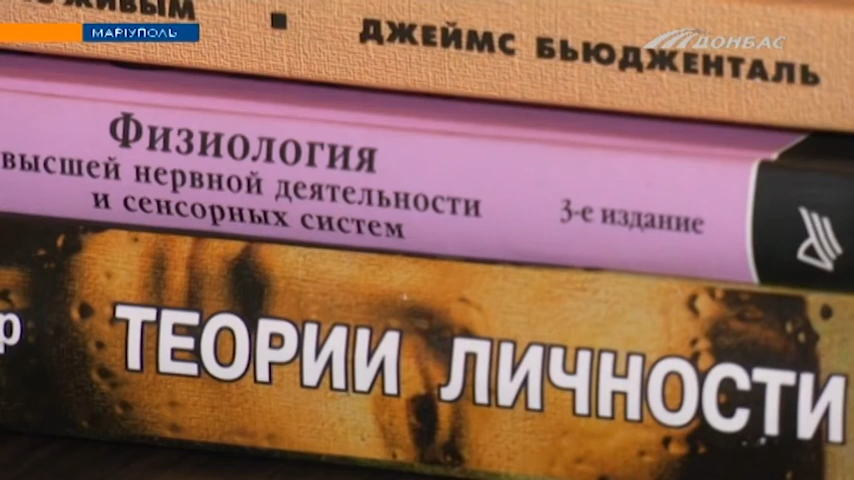 МАРІУПОЛЬ
ЖИВЫМ ▪ ДЖЕЙМС БЬЮДЖЕНТАЛЬ
ДОНБАС
Физиология
высшей нервной деятельности
и сенсорных систем
3-е издание
р ТЕОРИИ ЛИЧНОСТИ